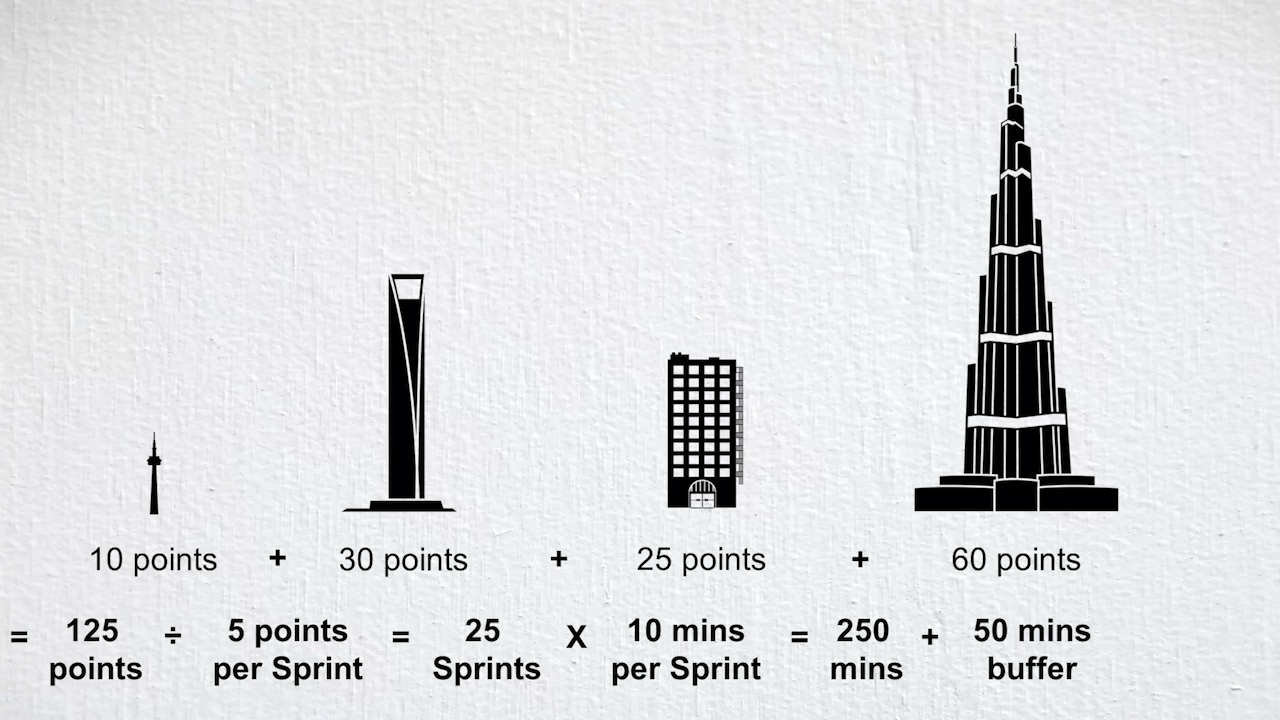 10 points + 30 points + 25 points + 60 points
= 125 points ÷ 5 points per Sprint = 25 Sprints X 10 mins per Sprint = 250 mins + 50 mins buffer